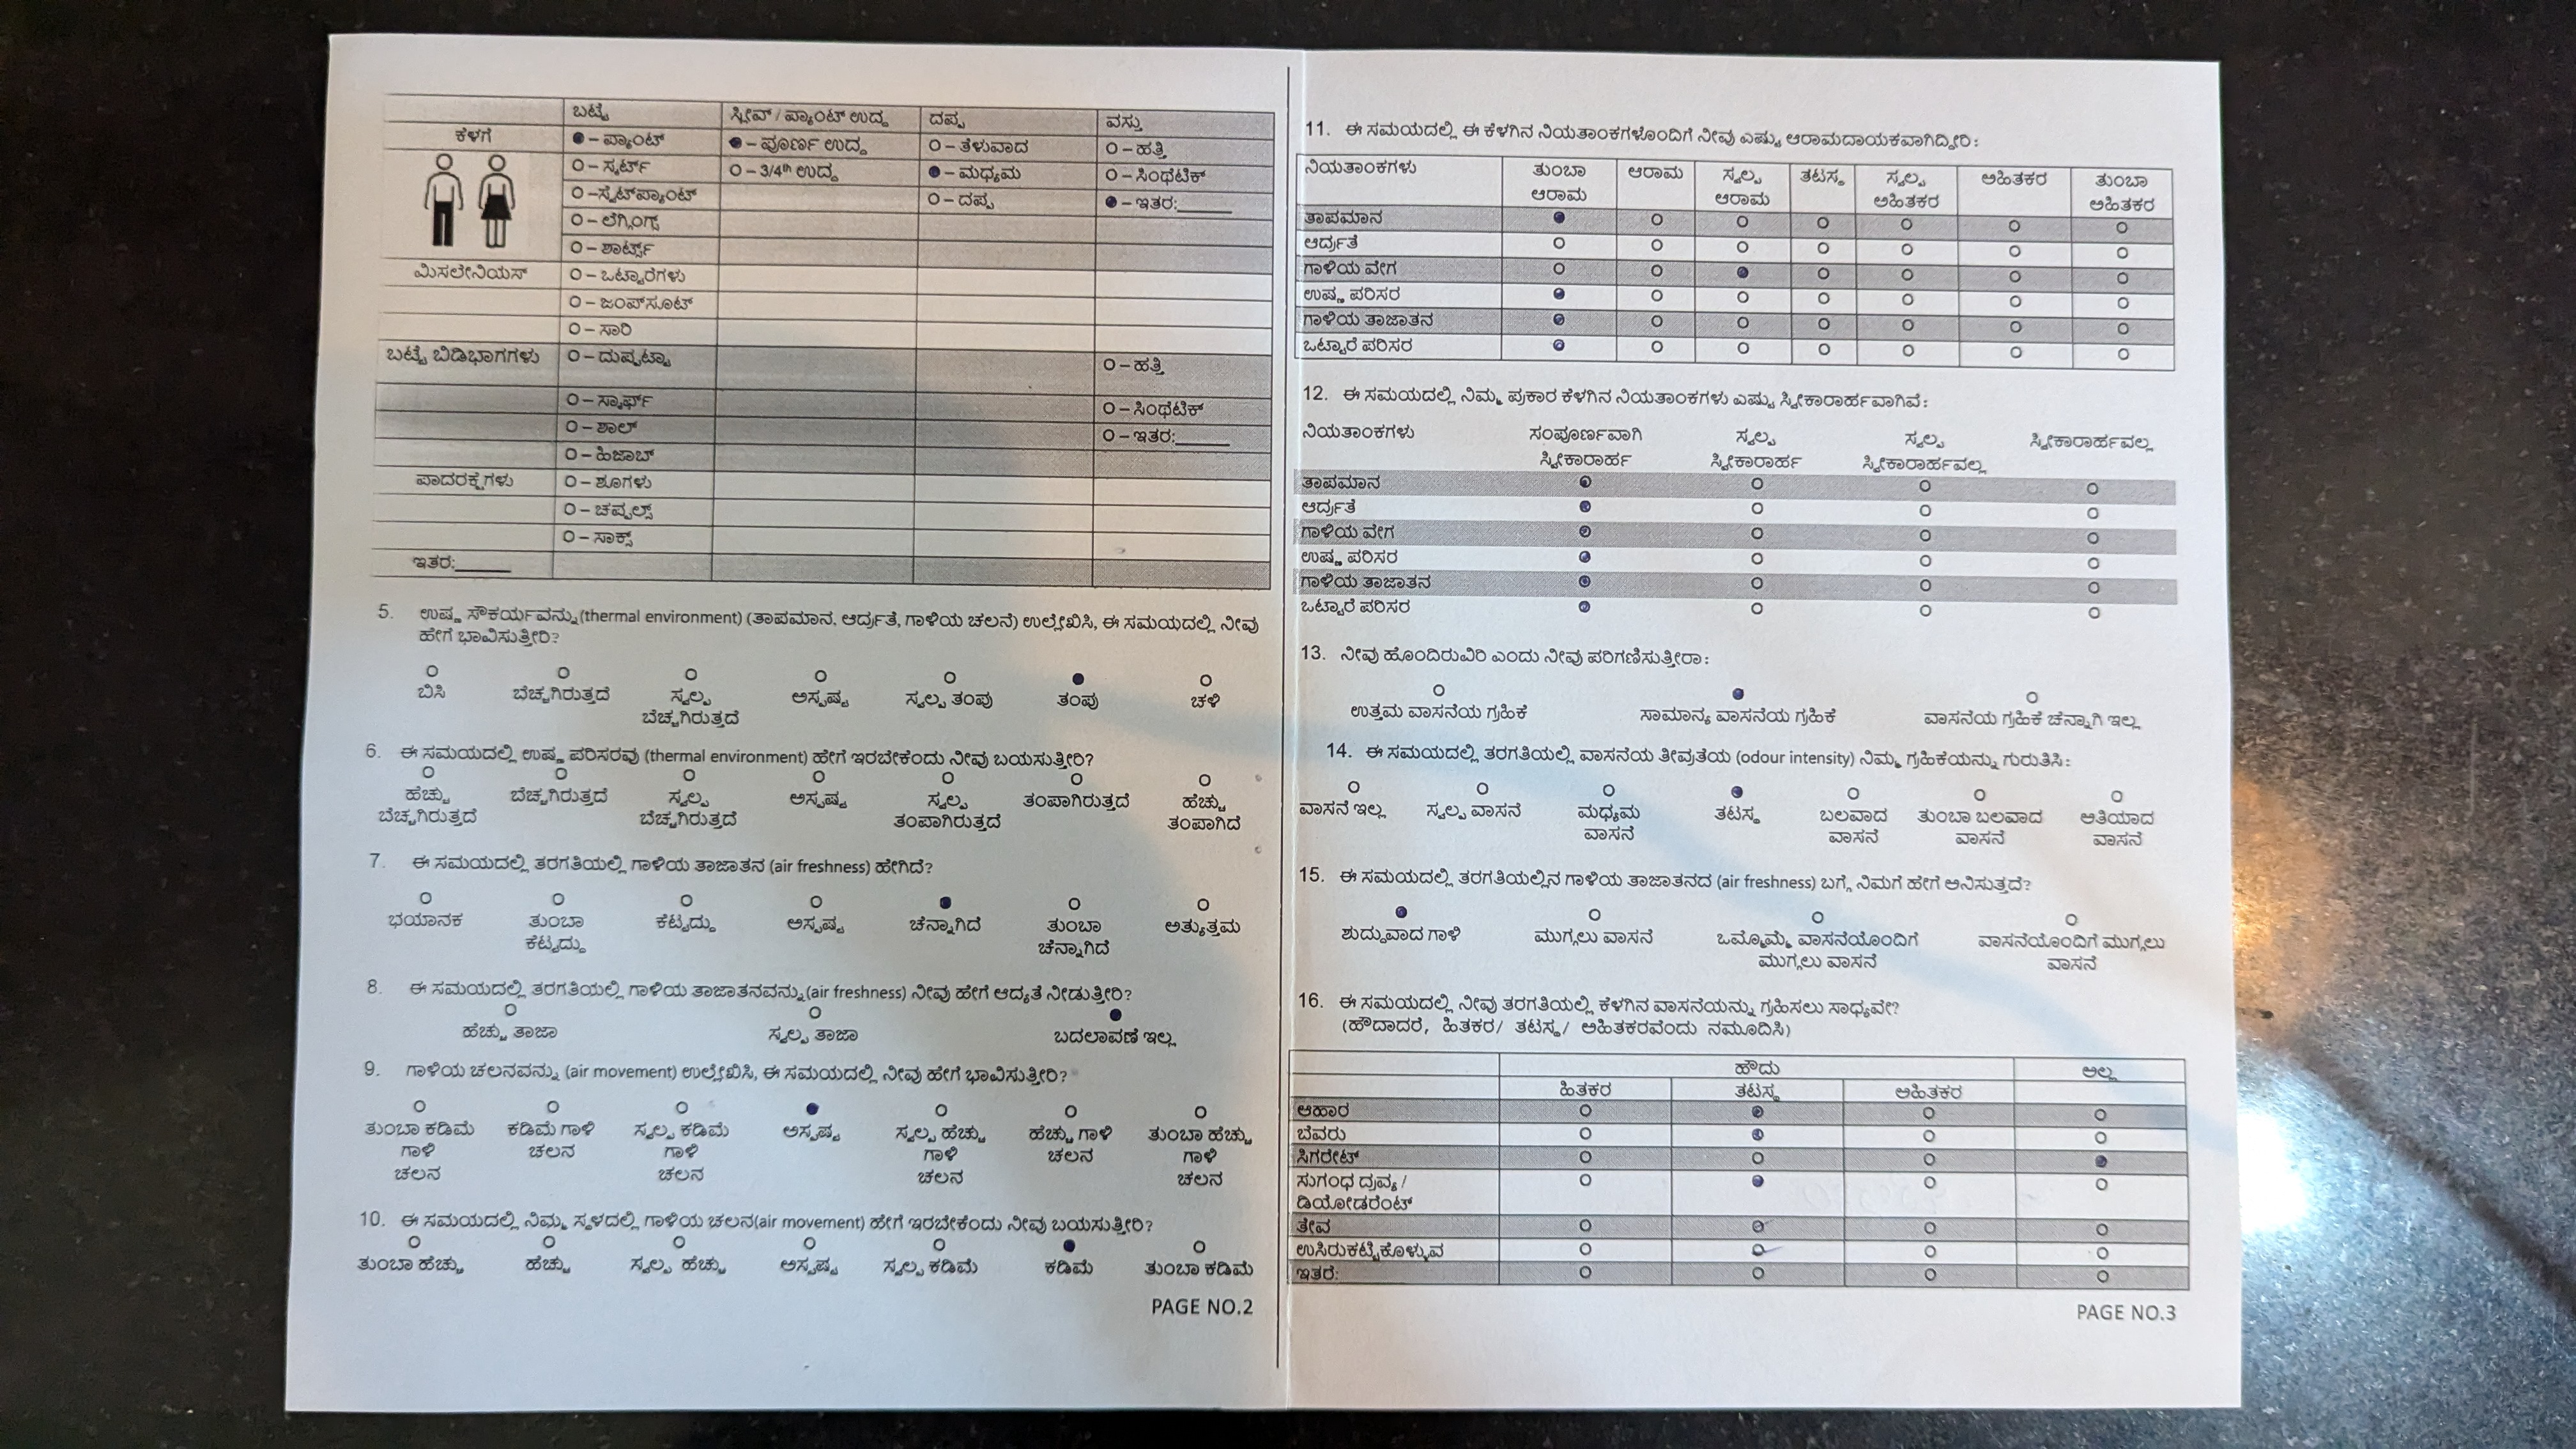 ಬಟ್ಟೆ ಸ್ಲೀವ್ / ಪ್ಯಾಂಟ್ ಉದ್ದ ದಪ್ಪ ವಸ್ತು
ಕೆಳಗೆ – ಪ್ಯಾಂಟ್ – ಪೂರ್ಣ ಉದ್ದ – ತೆಳುವಾದ – ಹತ್ತಿ
– ಸ್ಕರ್ಟ್ – 3/4th ಉದ್ದ – ಮಧ್ಯಮ – ಸಿಂಥೆಟಿಕ್
–ಸ್ವೆಟ್‌ಪ್ಯಾಂಟ್ – ದಪ್ಪ – ಇತರ:______
– ಲೆಗ್ಗಿಂಗ್ಸ್
– ಶಾರ್ಟ್ಸ್
ಮಿಸಲೇನಿಯಸ್ – ಒಟ್ಟಾರೆಗಳು
– ಜಂಪ್‌ಸೂಟ್
– ಸಾರಿ
ಬಟ್ಟೆ ಬಿಡಿಭಾಗಗಳು – ದುಪ್ಪಟ್ಟಾ – ಹತ್ತಿ
– ಸ್ಕಾರ್ಫ್ – ಸಿಂಥೆಟಿಕ್
– ಶಾಲ್ – ಇತರ:______
– ಹಿಜಾಬ್
ಪಾದರಕ್ಷೆಗಳು – ಶೂಗಳು
– ಚಪ್ಪಲ್ಸ್
– ಸಾಕ್ಸ್
ಇತರ:______
5. ಉಷ್ಣ ಸೌಕರ್ಯವನ್ನು(thermal environment) (ತಾಪಮಾನ, ಆರ್ದ್ರತೆ, ಗಾಳಿಯ ಚಲನೆ) ಉಲ್ಲೇಖಿಸಿ, ಈ ಸಮಯದಲ್ಲಿ ನೀವು
ಹೇಗೆ ಭಾವಿಸುತ್ತೀರಿ?
ಬಿಸಿ ಬೆಚ್ಚಗಿರುತ್ತದೆ ಸ್ವಲ್ಪ ಅಸ್ಪಷ್ಟ ಸ್ವಲ್ಪ ತಂಪು ತಂಪು ಚಳಿ
ಬೆಚ್ಚಗಿರುತ್ತದೆ
6. ಈ ಸಮಯದಲ್ಲಿ ಉಷ್ಣ ಪರಿಸರವು (thermal environment) ಹೇಗೆ ಇರಬೇಕೆಂದು ನೀವು ಬಯಸುತ್ತೀರಿ?
ಹೆಚ್ಚು ಬೆಚ್ಚಗಿರುತ್ತದೆ ಸ್ವಲ್ಪ ಅಸ್ಪಷ್ಟ ಸ್ವಲ್ಪ ತಂಪಾಗಿರುತ್ತದೆ ಹೆಚ್ಚು
ಬೆಚ್ಚಗಿರುತ್ತದೆ ಬೆಚ್ಚಗಿರುತ್ತದೆ ತಂಪಾಗಿರುತ್ತದೆ ತಂಪಾಗಿದೆ
7. ಈ ಸಮಯದಲ್ಲಿ ತರಗತಿಯಲ್ಲಿ ಗಾಳಿಯ ತಾಜಾತನ (air freshness) ಹೇಗಿದೆ?
ಭಯಾನಕ ತುಂಬಾ ಕೆಟ್ಟದ್ದು ಅಸ್ಪಷ್ಟ ಚೆನ್ನಾಗಿದೆ ತುಂಬಾ ಅತ್ಯುತ್ತಮ
ಕೆಟ್ಟದ್ದು ಚೆನ್ನಾಗಿದೆ
8. ಈ ಸಮಯದಲ್ಲಿ ತರಗತಿಯಲ್ಲಿ ಗಾಳಿಯ ತಾಜಾತನವನ್ನು(air freshness) ನೀವು ಹೇಗೆ ಆದ್ಯತೆ ನೀಡುತ್ತೀರಿ?
ಹೆಚ್ಚು ತಾಜಾ ಸ್ವಲ್ಪ ತಾಜಾ ಬದಲಾವಣೆ ಇಲ್ಲ
9. ಗಾಳಿಯ ಚಲನವನ್ನು (air movement) ಉಲ್ಲೇಖಿಸಿ, ಈ ಸಮಯದಲ್ಲಿ ನೀವು ಹೇಗೆ ಭಾವಿಸುತ್ತೀರಿ?
ತುಂಬಾ ಕಡಿಮೆ ಕಡಿಮೆ ಗಾಳಿ ಸ್ವಲ್ಪ ಕಡಿಮೆ ಅಸ್ಪಷ್ಟ ಸ್ವಲ್ಪ ಹೆಚ್ಚು ಹೆಚ್ಚು ಗಾಳಿ ತುಂಬಾ ಹೆಚ್ಚು
ಗಾಳಿ ಚಲನ ಗಾಳಿ ಗಾಳಿ ಚಲನ ಗಾಳಿ
ಚಲನ ಚಲನ ಚಲನ ಚಲನ
10. ಈ ಸಮಯದಲ್ಲಿ ನಿಮ್ಮ ಸ್ಥಳದಲ್ಲಿ ಗಾಳಿಯ ಚಲನ(air movement) ಹೇಗೆ ಇರಬೇಕೆಂದು ನೀವು ಬಯಸುತ್ತೀರಿ?
ತುಂಬಾ ಹೆಚ್ಚು ಹೆಚ್ಚು ಸ್ವಲ್ಪ ಹೆಚ್ಚು ಅಸ್ಪಷ್ಟ ಸ್ವಲ್ಪ ಕಡಿಮೆ ಕಡಿಮೆ ತುಂಬಾ ಕಡಿಮೆ
PAGE NO.2
11. ಈ ಸಮಯದಲ್ಲಿ ಈ ಕೆಳಗಿನ ನಿಯತಾಂಕಗಳೊಂದಿಗೆ ನೀವು ಎಷ್ಟು ಆರಾಮದಾಯಕವಾಗಿದ್ದೀರಿ:
ನಿಯತಾಂಕಗಳು ತುಂಬಾ ಆರಾಮ ಸ್ವಲ್ಪ ತಟಸ್ಥ ಸ್ವಲ್ಪ ಅಹಿತಕರ ತುಂಬಾ
ಆರಾಮ ಆರಾಮ ಅಹಿತಕರ ಅಹಿತಕರ
ತಾಪಮಾನ
ಆರ್ದ್ರತೆ
ಗಾಳಿಯ ವೇಗ
ಉಷ್ಣ ಪರಿಸರ
ಗಾಳಿಯ ತಾಜಾತನ
ಒಟ್ಟಾರೆ ಪರಿಸರ
12. ಈ ಸಮಯದಲ್ಲಿ ನಿಮ್ಮ ಪ್ರಕಾರ ಕೆಳಗಿನ ನಿಯತಾಂಕಗಳು ಎಷ್ಟು ಸ್ವೀಕಾರಾರ್ಹವಾಗಿವೆ:
ನಿಯತಾಂಕಗಳು ಸಂಪೂರ್ಣವಾಗಿ ಸ್ವಲ್ಪ ಸ್ವಲ್ಪ ಸ್ವೀಕಾರಾರ್ಹವಲ್ಲ
ಸ್ವೀಕಾರಾರ್ಹ ಸ್ವೀಕಾರಾರ್ಹ ಸ್ವೀಕಾರಾರ್ಹವಲ್ಲ
ತಾಪಮಾನ
ಆರ್ದ್ರತೆ
ಗಾಳಿಯ ವೇಗ
ಉಷ್ಣ ಪರಿಸರ
ಗಾಳಿಯ ತಾಜಾತನ
ಒಟ್ಟಾರೆ ಪರಿಸರ
13. ನೀವು ಹೊಂದಿರುವಿರಿ ಎಂದು ನೀವು ಪರಿಗಣಿಸುತ್ತೀರಾ:
ಉತ್ತಮ ವಾಸನೆಯ ಗ್ರಹಿಕೆ ಸಾಮಾನ್ಯ ವಾಸನೆಯ ಗ್ರಹಿಕೆ ವಾಸನೆಯ ಗ್ರಹಿಕೆ ಚೆನ್ನಾಗಿ ಇಲ್ಲ
14. ಈ ಸಮಯದಲ್ಲಿ ತರಗತಿಯಲ್ಲಿ ವಾಸನೆಯ ತೀವ್ರತೆಯ (odour intensity) ನಿಮ್ಮ ಗ್ರಹಿಕೆಯನ್ನು ಗುರುತಿಸಿ:
ವಾಸನೆ ಇಲ್ಲ ಸ್ವಲ್ಪ ವಾಸನೆ ಮಧ್ಯಮ ತಟಸ್ಥ ಬಲವಾದ ತುಂಬಾ ಬಲವಾದ ಅತಿಯಾದ
ವಾಸನೆ ವಾಸನೆ ವಾಸನೆ ವಾಸನೆ
15. ಈ ಸಮಯದಲ್ಲಿ ತರಗತಿಯಲ್ಲಿನ ಗಾಳಿಯ ತಾಜಾತನದ (air freshness) ಬಗ್ಗೆ ನಿಮಗೆ ಹೇಗೆ ಅನಿಸುತ್ತದೆ?
ಶುದ್ಧುವಾದ ಗಾಳಿ ಮುಗ್ಗಲು ವಾಸನೆ ಒಮ್ಮೊಮ್ಮೆ ವಾಸನೆಯೊಂದಿಗೆ ವಾಸನೆಯೊಂದಿಗೆ ಮುಗ್ಗಲು
ಮುಗ್ಗಲು ವಾಸನೆ ವಾಸನೆ
16. ಈ ಸಮಯದಲ್ಲಿ ನೀವು ತರಗತಿಯಲ್ಲಿ ಕೆಳಗಿನ ವಾಸನೆಯನ್ನು ಗ್ರಹಿಸಲು ಸಾಧ್ಯವೇ?
(ಹೌದಾದರೆ, ಹಿತಕರ/ ತಟಸ್ಥ/ ಅಹಿತಕರವೆಂದು ನಮೂದಿಸಿ)
ಹೌದು ಅಲ್ಲ
ಹಿತಕರ ತಟಸ್ಥ ಅಹಿತಕರ
ಆಹಾರ
ಬೆವರು
ಸಿಗರೇಟ್
ಸುಗಂಧ ದ್ರವ್ಯ /
ಡಿಯೋಡರೆಂಟ್
ತೇವ
ಉಸಿರುಕಟ್ಟಿಕೊಳ್ಳುವ
ಇತರೆ:
PAGE NO.3